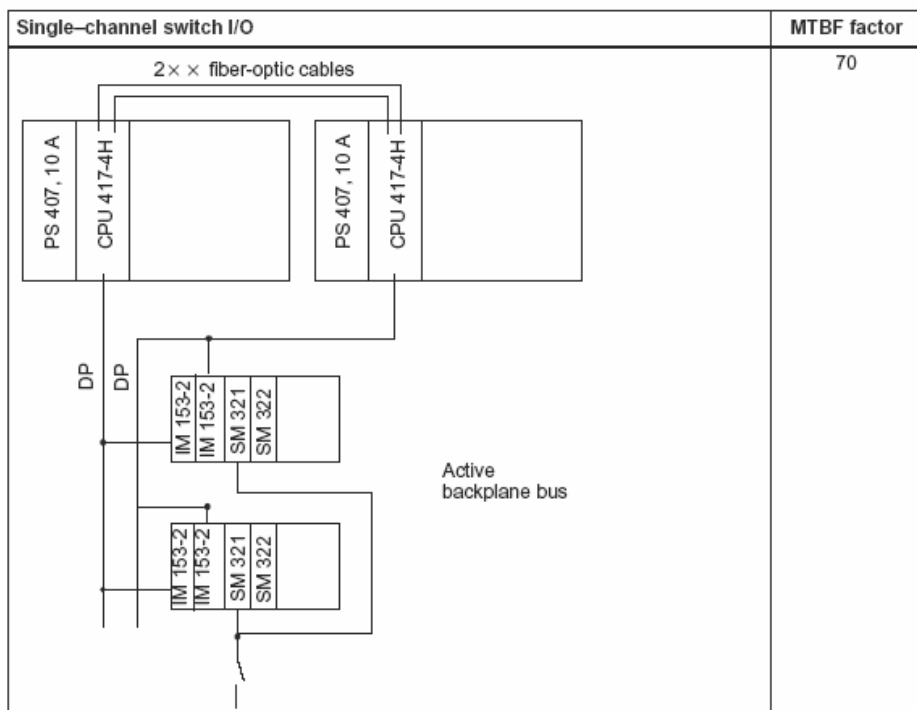 Single–channel switch I/O
MTBF factor
70
2× × fiber-optic cables
PS 407, 10 A
CPU 417-4H
PS 407, 10 A
CPU 417-4H
DP
DP
IM 153-2
IM 153-2
SM 321
SM 322
Active
backplane bus
IM 153-2
IM 153-2
SM 321
SM 322